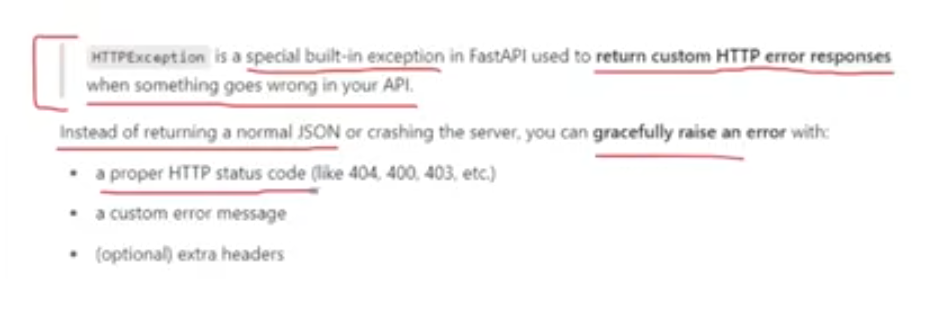 HTTPException is a special built-in exception in FastAPI used to return custom HTTP error responses
when something goes wrong in your API.
Instead of returning a normal JSON or crashing the server, you can gracefully raise an error with:
• a proper HTTP status code (like 404, 400, 403, etc.)
• a custom error message
• (optional) extra headers